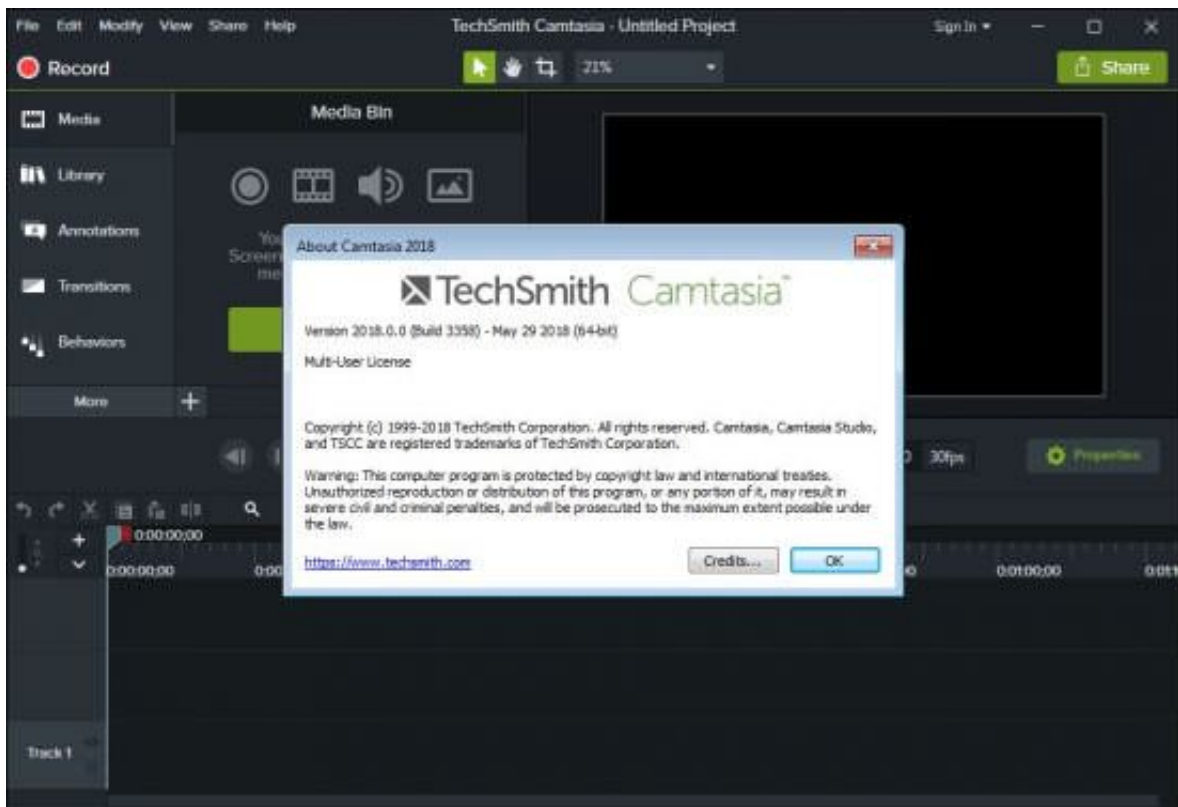 File Edit Modify View Share Help
TechSmith Camtasia - Untitled Project
Sign In
Record
21%
Share
Media
Media Bin
Library
Annotations
You
Screen
me
Transitions
Behaviors
More
About Camtasia 2018
TechSmith Camtasia™
Version 2018.0.0 (Build 3358) - May 29 2018 (64-bit)
Multi-User License
Copyright (c) 1999-2018 TechSmith Corporation. All rights reserved. Camtasia, Camtasia Studio,
and TSCC are registered trademarks of TechSmith Corporation.
Warning: This computer program is protected by copyright law and international treaties.
Unauthorized reproduction or distribution of this program, or any portion of it, may result in
severe civil and criminal penalties, and will be prosecuted to the maximum extent possible under
the law.
https://www.techsmith.com
Credits...
OK
30fps
Properties
0:00:00;00
0:00:00;00
0:00
0:01:00;00
Track 1